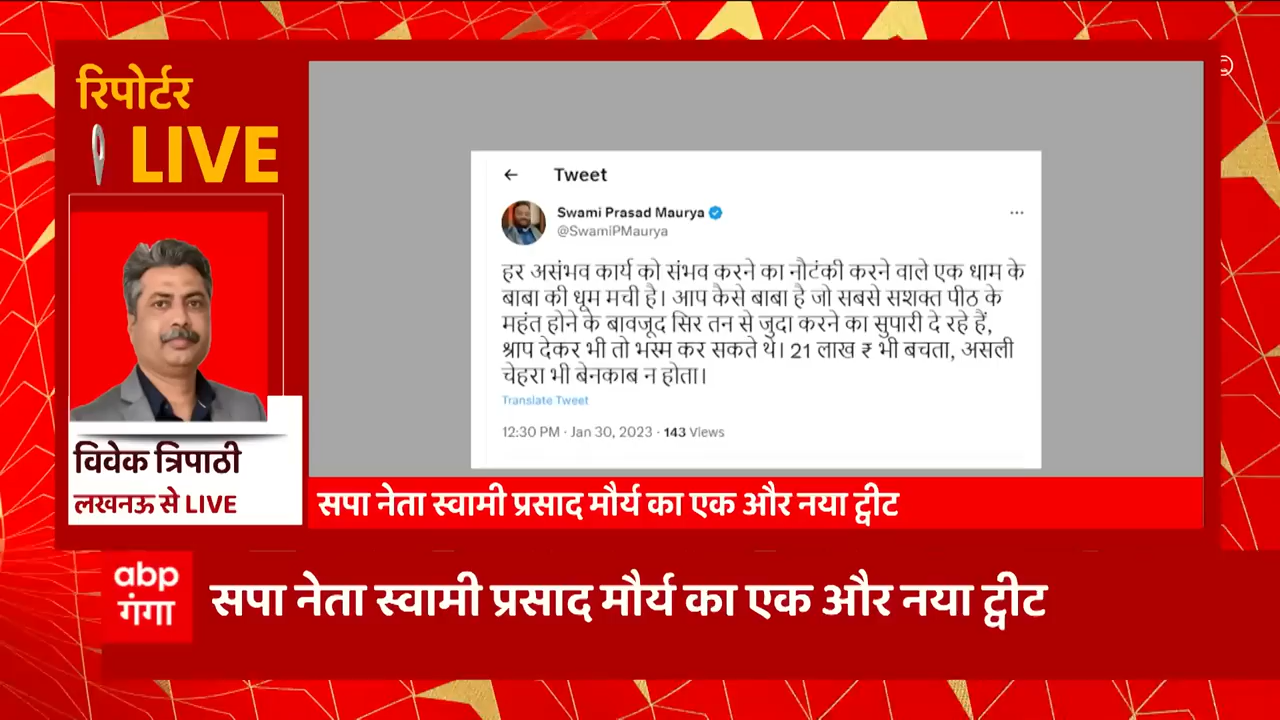 रिपोर्टर
LIVE
विवेक त्रिपाठी
लखनऊ से LIVE
← Tweet
Swami Prasad Maurya
@SwamiPMaurya
हर असंभव कार्य को संभव करने का नौटंकी करने वाले एक धाम के
बाबा की धूम मची है। आप कैसे बाबा है जो सबसे सशक्त पीठ के
महंत होने के बावजूद सिर तन से जुदा करने का सुपारी दे रहे हैं,
श्राप देकर भी तो भस्म कर सकते थे। 21 लाख ₹ भी बचता, असली
चेहरा भी बेनकाब न होता।
Translate Tweet
12:30 PM · Jan 30, 2023 · 143 Views
सपा नेता स्वामी प्रसाद मौर्य का एक और नया ट्वीट
abp
गंगा
सपा नेता स्वामी प्रसाद मौर्य का एक और नया ट्वीट